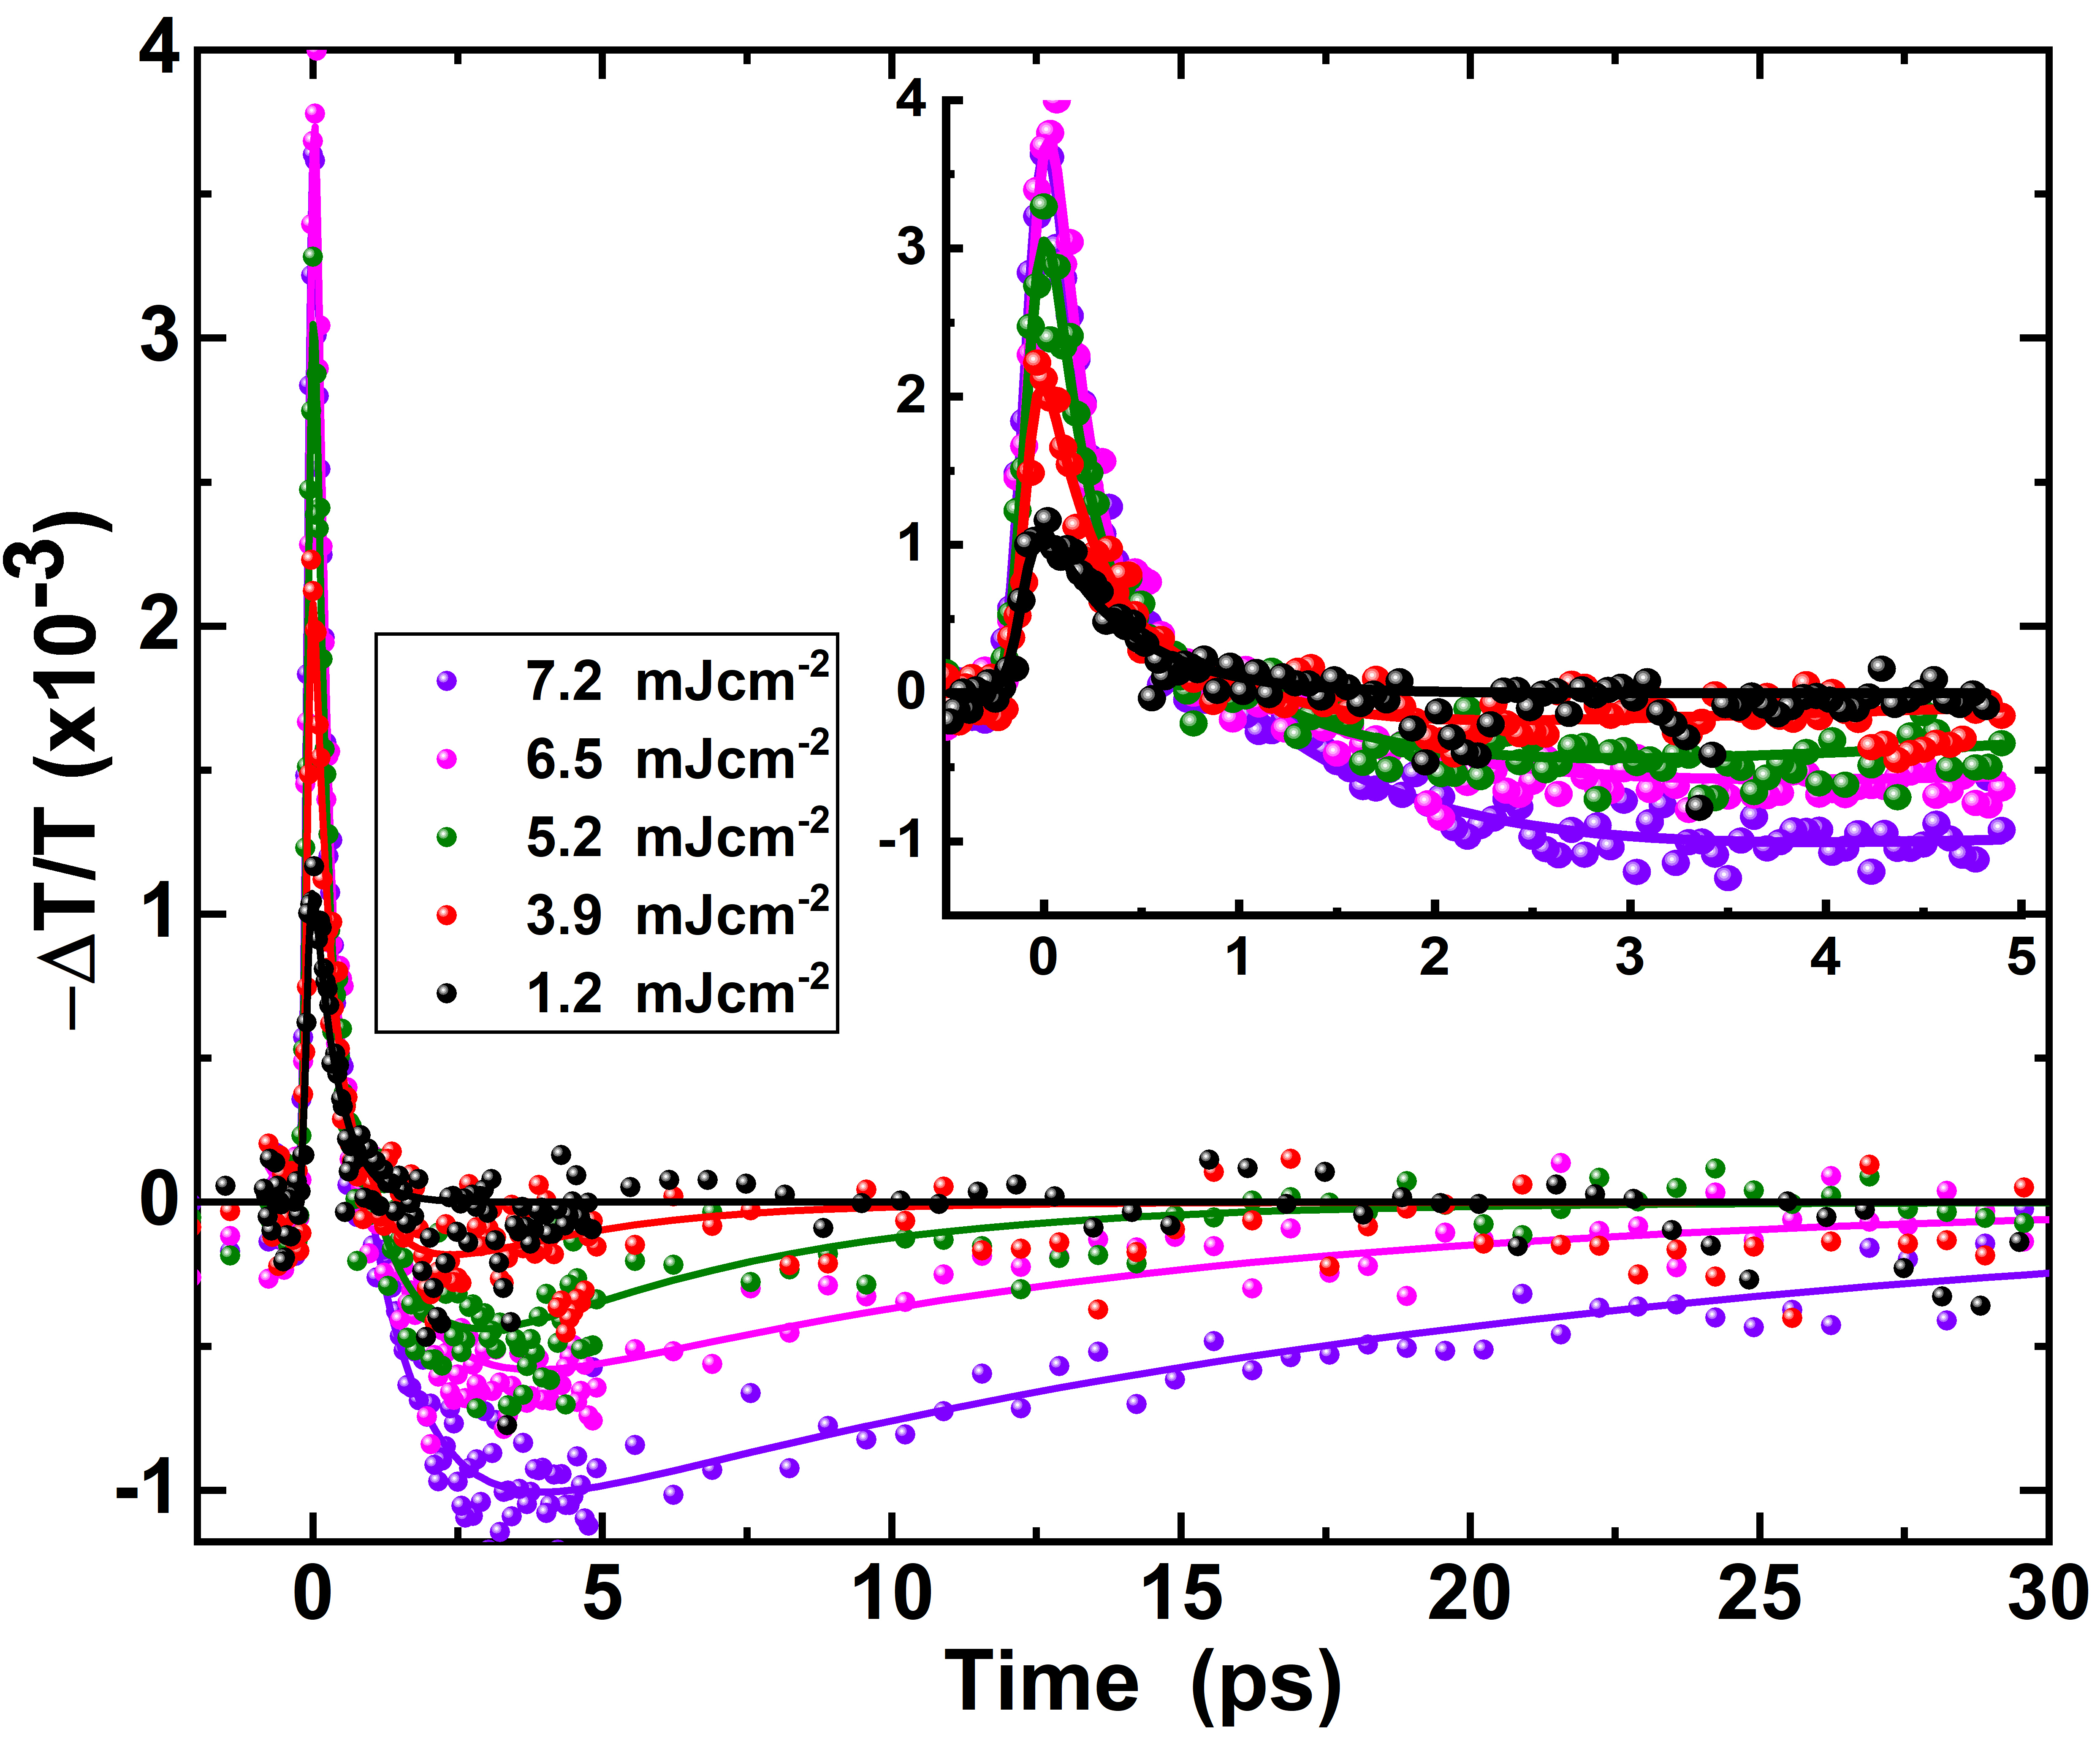 −ΔT/T (x10-3)
4
3
2
1
0
-1
4
3
2
1
0
-1
0 1 2 3 4 5
7.2 mJcm-2
6.5 mJcm-2
5.2 mJcm-2
3.9 mJcm-2
1.2 mJcm-2
0 5 10 15 20 25 30
Time (ps)